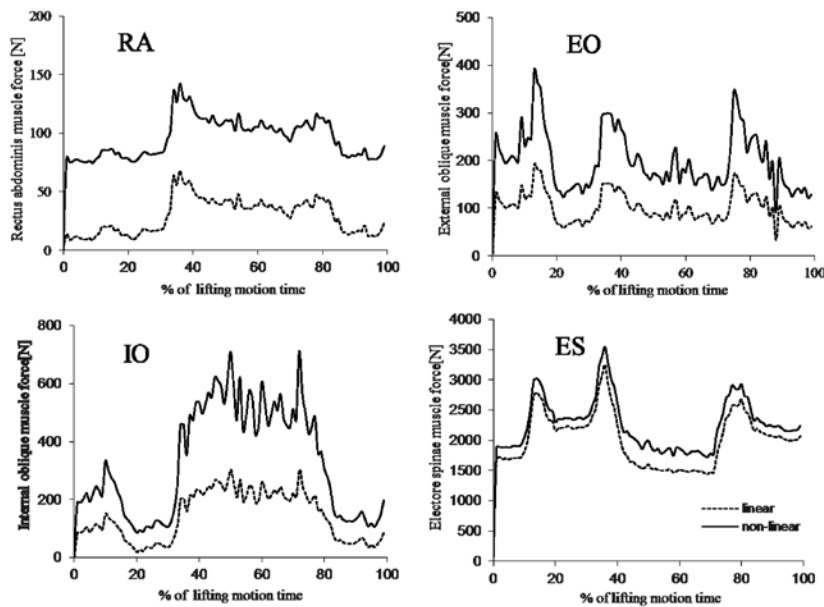 RA
Rectus abdominis muscle force [N]
200
150
100
50
0
0 20 40 60 80 100
% of lifting motion time
EO
External oblique muscle force[N]
500
400
300
200
100
0
0 20 40 60 80 100
% of lifting motion time
IO
Internal oblique muscle force[N]
800
600
400
200
0
0 20 40 60 80 100
% of lifting motion time
ES
Electore spinae muscle force[N]
4000
3500
3000
2500
2000
1500
1000
500
0
linear
non-linear
0 20 40 60 80 100
% of lifting motion time